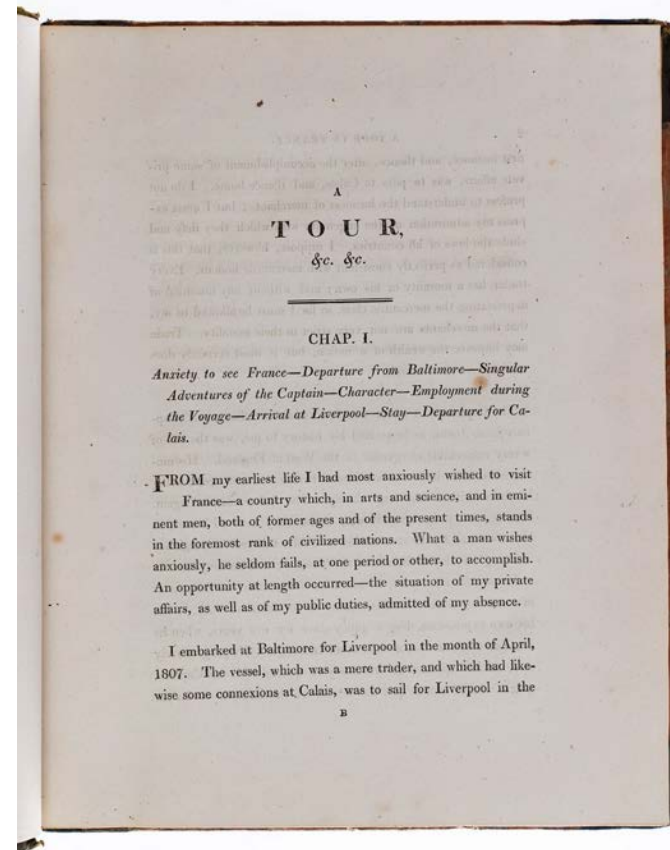 A
TOUR,
&c. &c.
CHAP. I.
Anxiety to see France—Departure from Baltimore—Singular
Adventures of the Captain—Character—Employment during
the Voyage—Arrival at Liverpool—Stay—Departure for Ca-
lais.
FROM my earliest life I had most anxiously wished to visit
France—a country which, in arts and science, and in emi-
nent men, both of former ages and of the present times, stands
in the foremost rank of civilized nations. What a man wishes
anxiously, he seldom fails, at one period or other, to accomplish.
An opportunity at length occurred—the situation of my private
affairs, as well as of my public duties, admitted of my absence.
I embarked at Baltimore for Liverpool in the month of April,
1807. The vessel, which was a mere trader, and which had like-
wise some connexions at Calais, was to sail for Liverpool in the
B